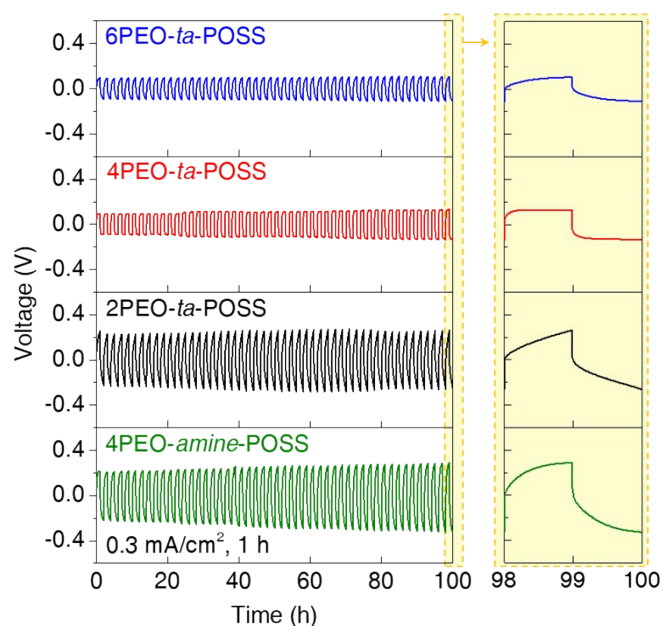 6PEO-ta-POSS
0.4
0.0
-0.4
4PEO-ta-POSS
0.4
0.0
-0.4
2PEO-ta-POSS
0.4
0.0
-0.4
4PEO-amine-POSS
0.4
0.0
-0.4
0.3 mA/cm², 1 h
Voltage (V)
0 20 40 60 80 100
98 99 100
Time (h)